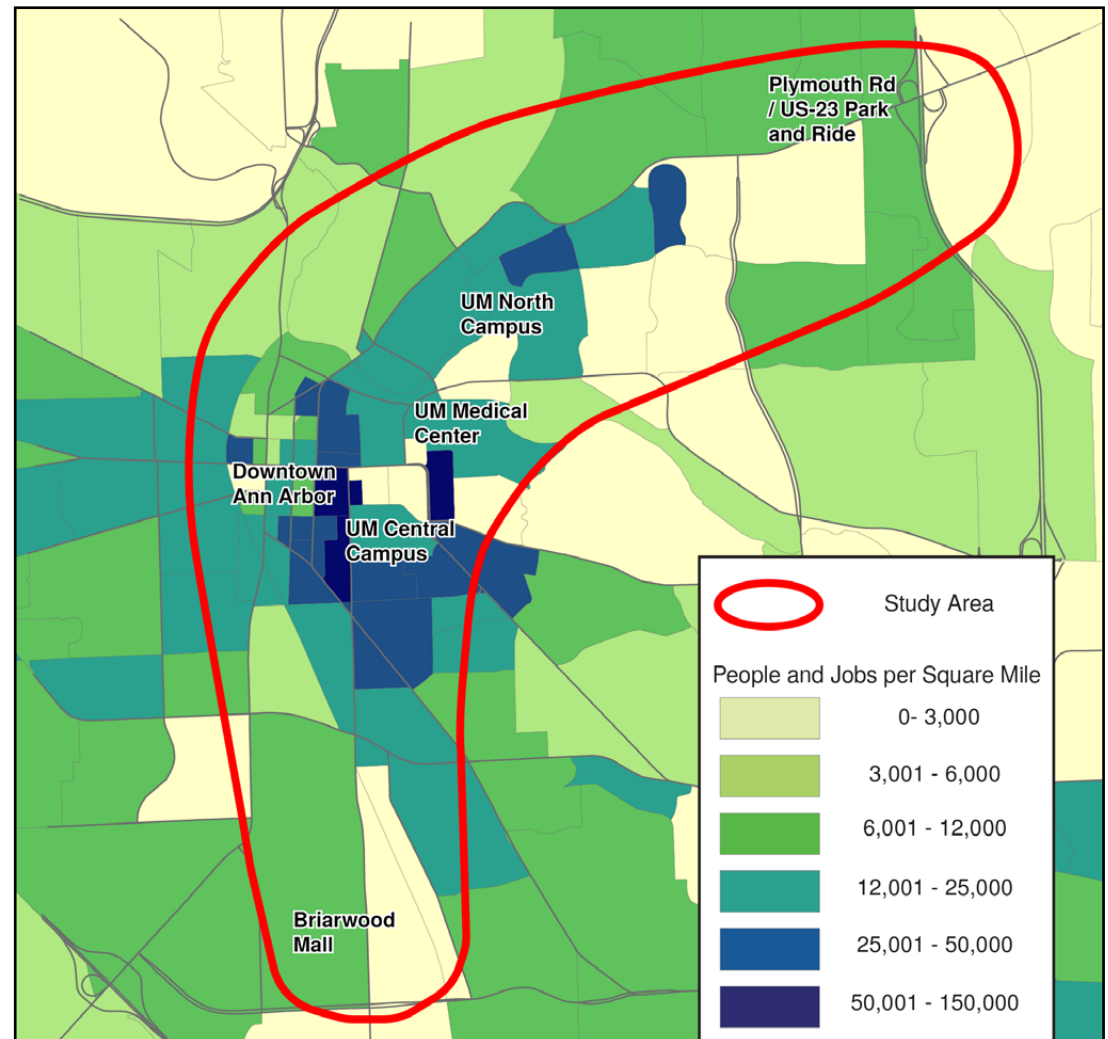 Plymouth Rd
/ US-23 Park
and Ride
UM North
Campus
UM Medical
Center
Downtown
Ann Arbor
UM Central
Campus
Briarwood
Mall
Study Area
People and Jobs per Square Mile
0- 3,000
3,001 - 6,000
6,001 - 12,000
12,001 - 25,000
25,001 - 50,000
50,001 - 150,000